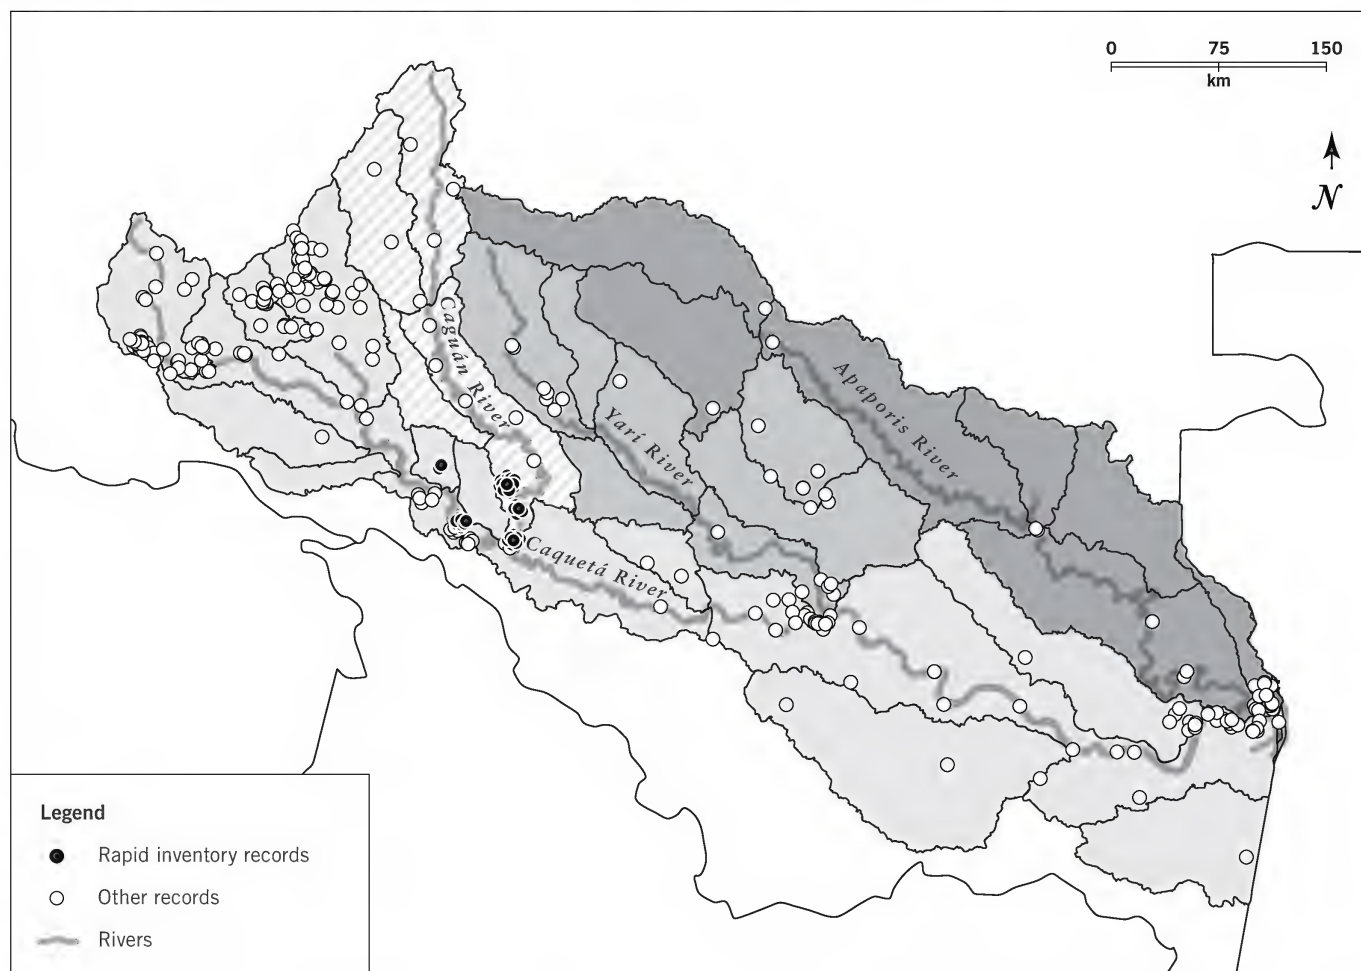 0 75 150
km
N
Caguán River
Yarí River
Apaporis River
Caquetá River
Legend
Rapid inventory records
Other records
Rivers